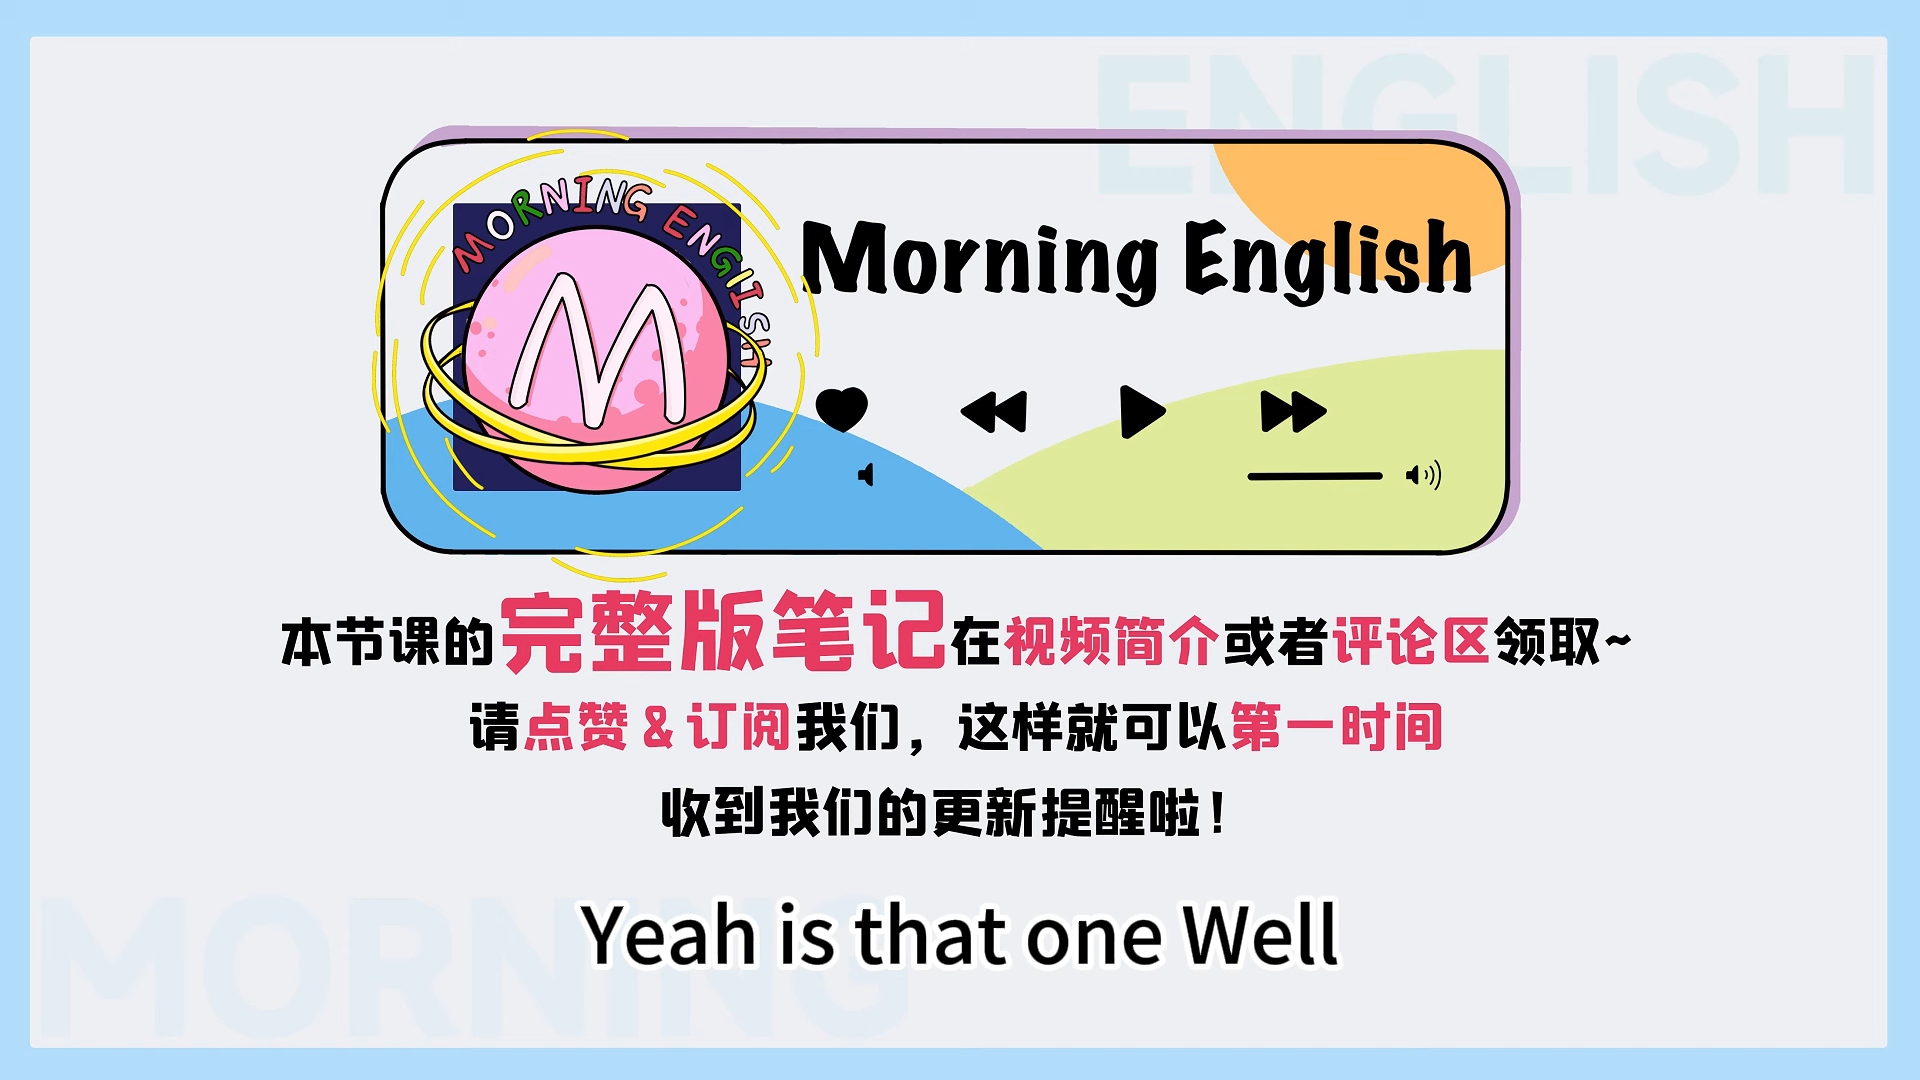 ENGLISH
MORNING ENGLISH
M
Morning English
本节课的完整版笔记在视频简介或者评论区领取~
请点赞&订阅我们，这样就可以第一时间
收到我们的更新提醒啦！
MORNING
Yeah is that one Well